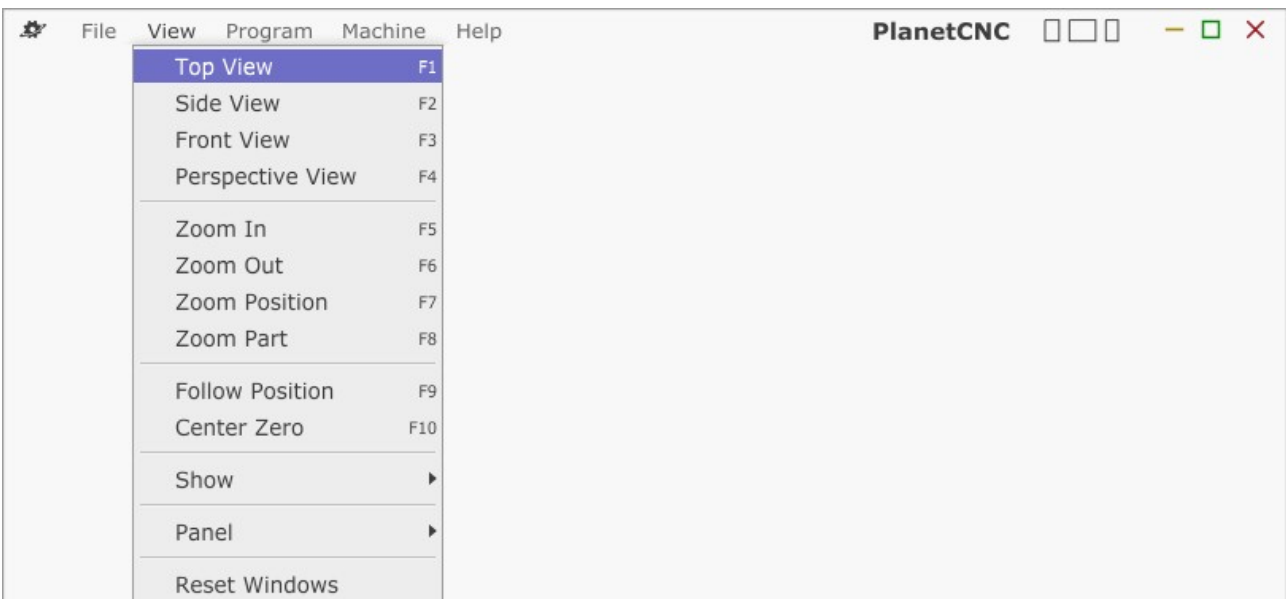 File View Program Machine Help PlanetCNC
Top View F1
Side View F2
Front View F3
Perspective View F4
Zoom In F5
Zoom Out F6
Zoom Position F7
Zoom Part F8
Follow Position F9
Center Zero F10
Show
Panel
Reset Windows